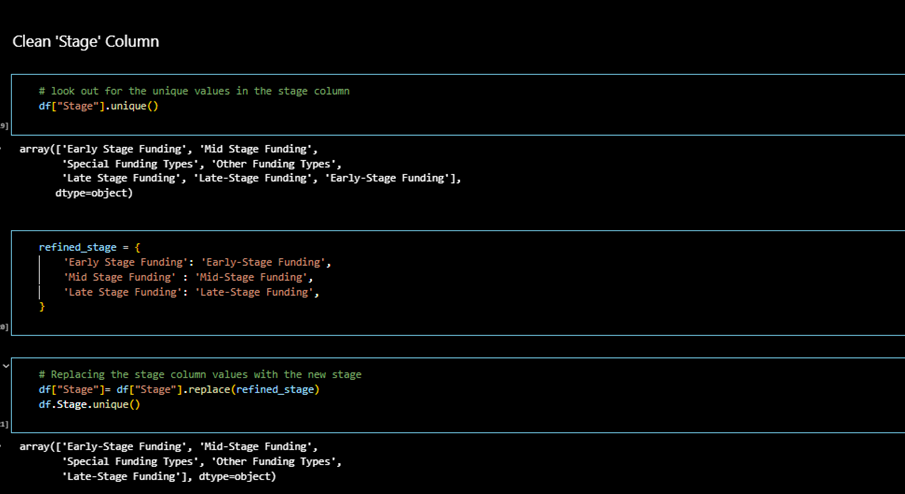 Clean 'Stage' Column
# look out for the unique values in the stage column
df["Stage"].unique()
9]
array(['Early Stage Funding', 'Mid Stage Funding',
'Special Funding Types', 'Other Funding Types',
'Late Stage Funding', 'Late-Stage Funding', 'Early-Stage Funding'],
dtype=object)
refined_stage = {
'Early Stage Funding': 'Early-Stage Funding',
'Mid Stage Funding' : 'Mid-Stage Funding',
'Late Stage Funding': 'Late-Stage Funding',
}
0]
# Replacing the stage column values with the new stage
df["Stage"]= df["Stage"].replace(refined_stage)
df.Stage.unique()
1]
array(['Early-Stage Funding', 'Mid-Stage Funding',
'Special Funding Types', 'Other Funding Types',
'Late-Stage Funding'], dtype=object)